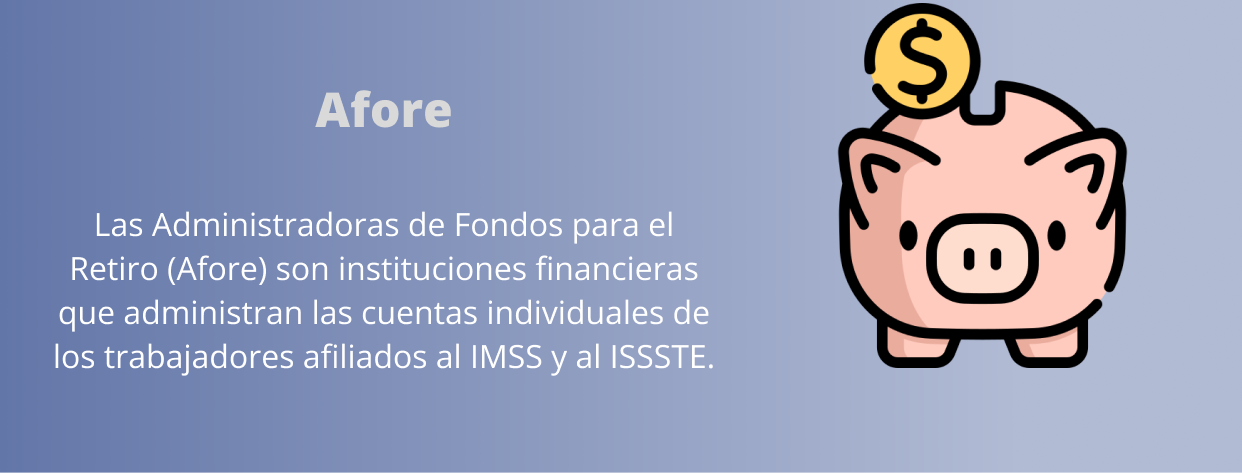 Afore
Las Administradoras de Fondos para el
Retiro (Afore) son instituciones financieras
que administran las cuentas individuales de
los trabajadores afiliados al IMSS y al ISSSTE.
$